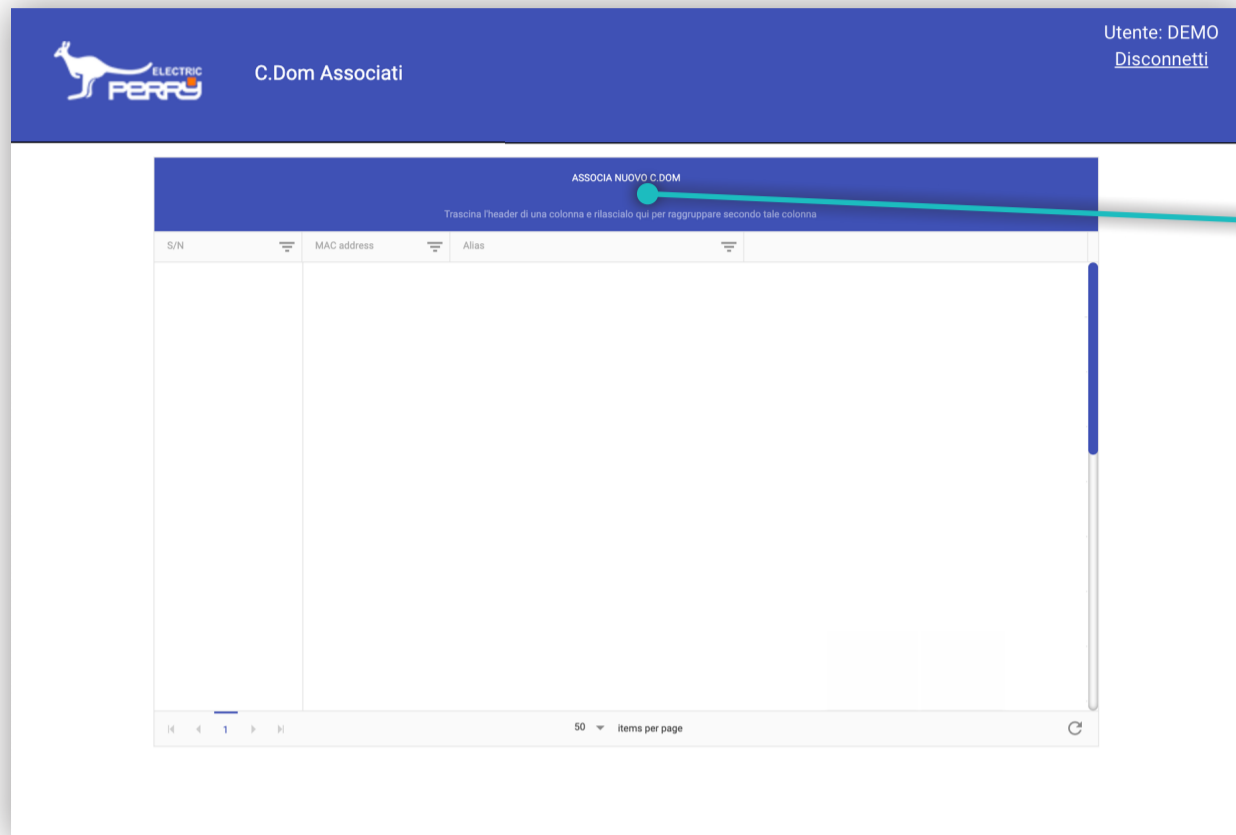 Utente: DEMO
Disconnetti
ELECTRIC
PERRY
C.Dom Associati
ASSOCIA NUOVO C.DOM
Trascina l'header di una colonna e rilascialo qui per raggruppare secondo tale colonna
S/N MAC address Alias
1 50 items per page